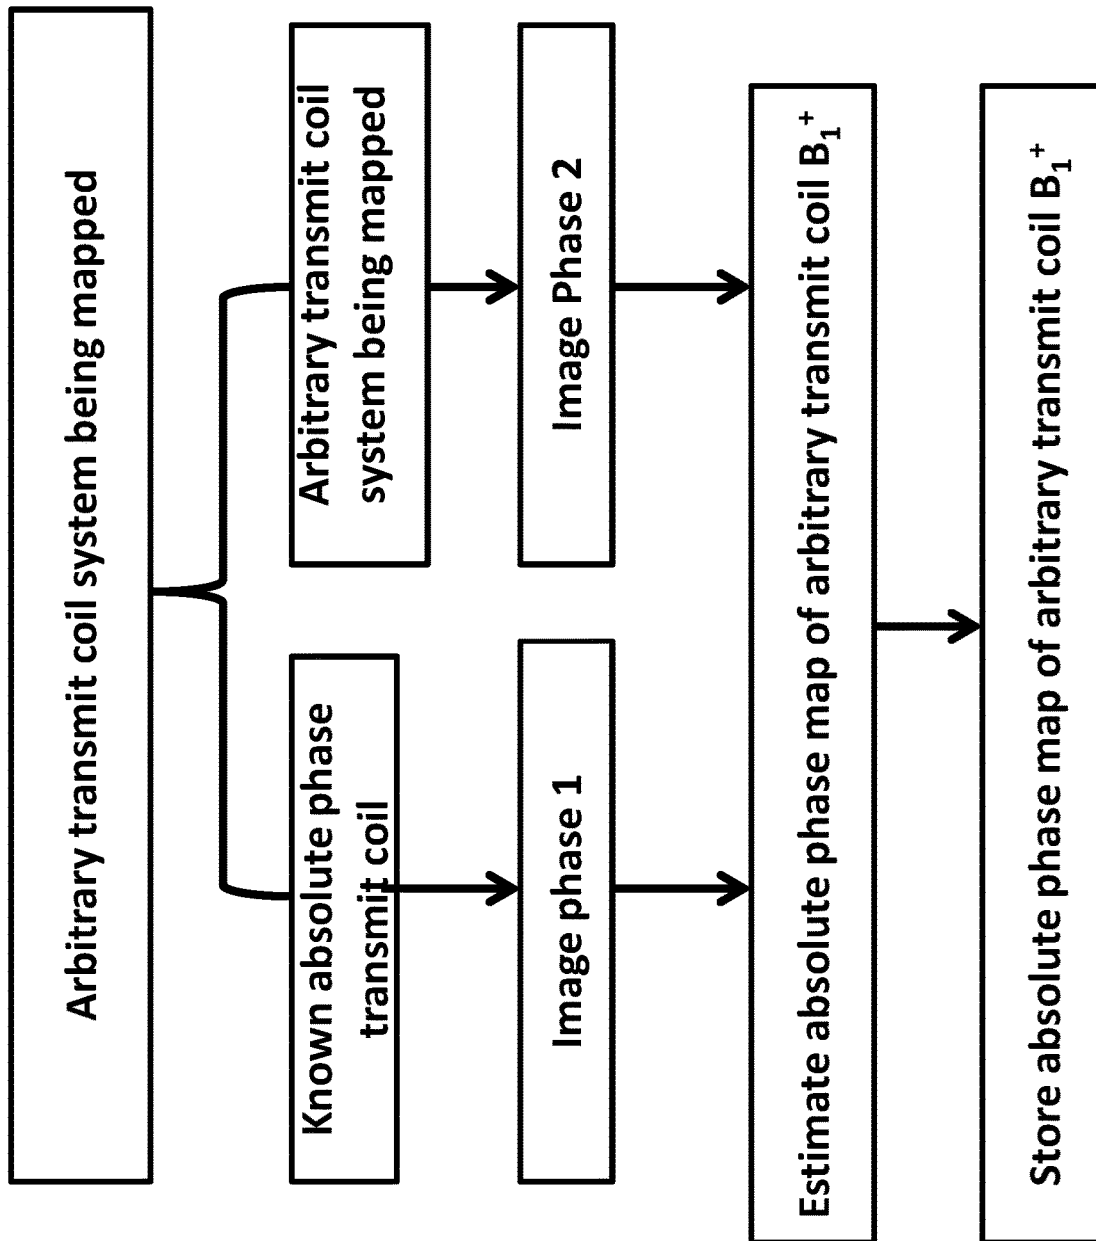 Arbitrary transmit coil system being mapped
Known absolute phase
transmit coil
Arbitrary transmit coil
system being mapped
Image phase 1
Image Phase 2
Estimate absolute phase map of arbitrary transmit coil B₁⁺
Store absolute phase map of arbitrary transmit coil B₁⁺